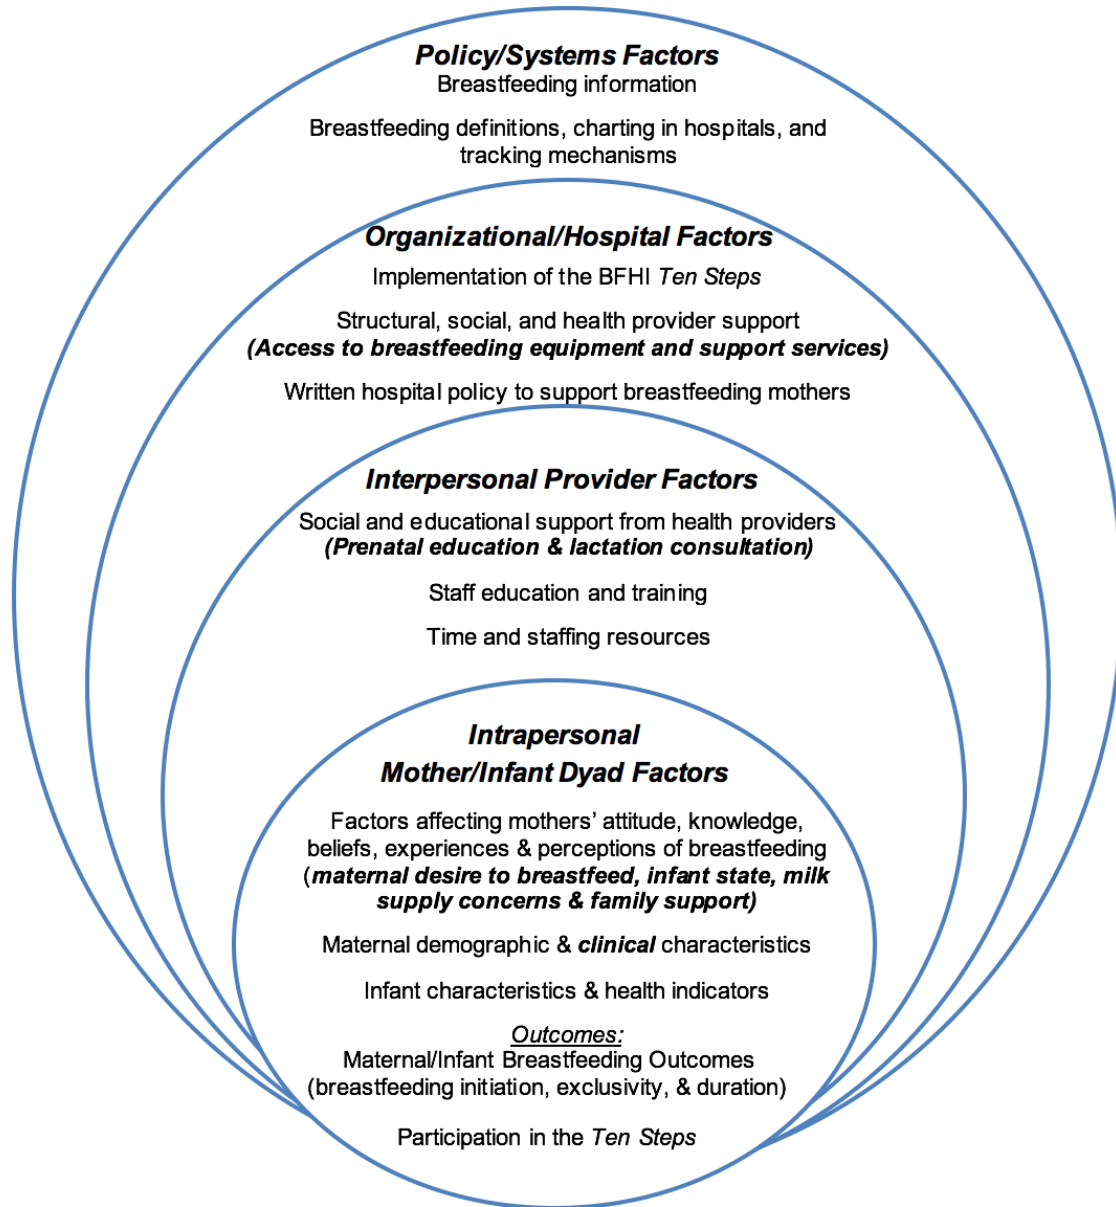 Policy/Systems Factors
Breastfeeding information
Breastfeeding definitions, charting in hospitals, and
tracking mechanisms
Organizational/Hospital Factors
Implementation of the BFHI Ten Steps
Structural, social, and health provider support
(Access to breastfeeding equipment and support services)
Written hospital policy to support breastfeeding mothers
Interpersonal Provider Factors
Social and educational support from health providers
(Prenatal education & lactation consultation)
Staff education and training
Time and staffing resources
Intrapersonal
Mother/Infant Dyad Factors
Factors affecting mothers’ attitude, knowledge,
beliefs, experiences & perceptions of breastfeeding
(maternal desire to breastfeed, infant state, milk
supply concerns & family support)
Maternal demographic & clinical characteristics
Infant characteristics & health indicators
Outcomes:
Maternal/Infant Breastfeeding Outcomes
(breastfeeding initiation, exclusivity, & duration)
Participation in the Ten Steps